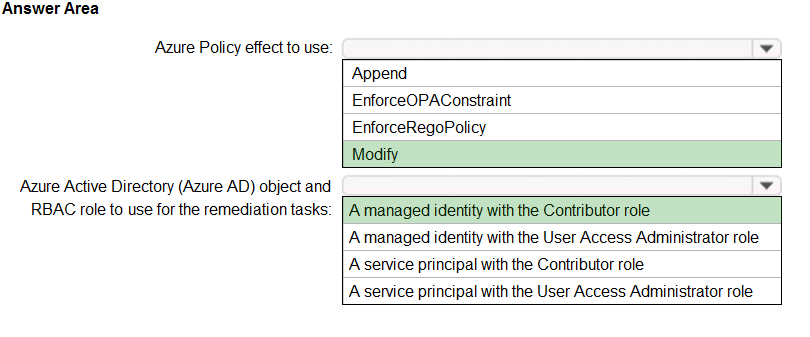 Answer Area
Azure Policy effect to use:
Append
EnforceOPAConstraint
EnforceRegoPolicy
Modify
Azure Active Directory (Azure AD) object and
RBAC role to use for the remediation tasks:
A managed identity with the Contributor role
A managed identity with the User Access Administrator role
A service principal with the Contributor role
A service principal with the User Access Administrator role